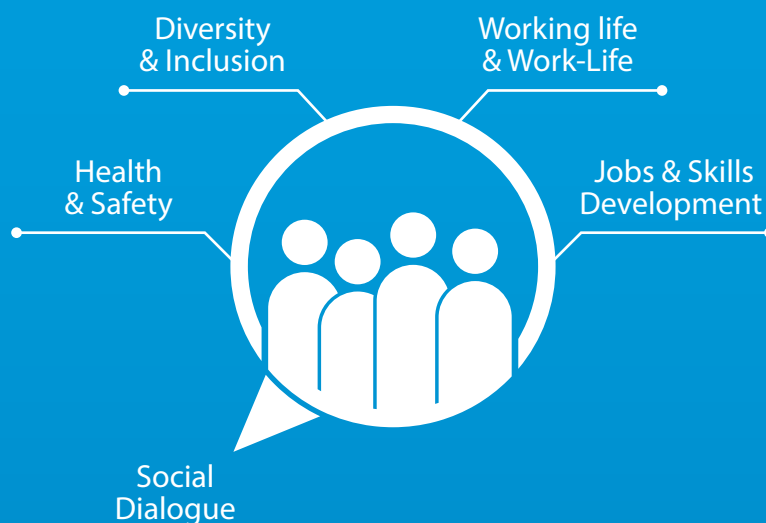 Diversity
& Inclusion
Working life
& Work-Life
Health
& Safety
Jobs & Skills
Development
Social
Dialogue